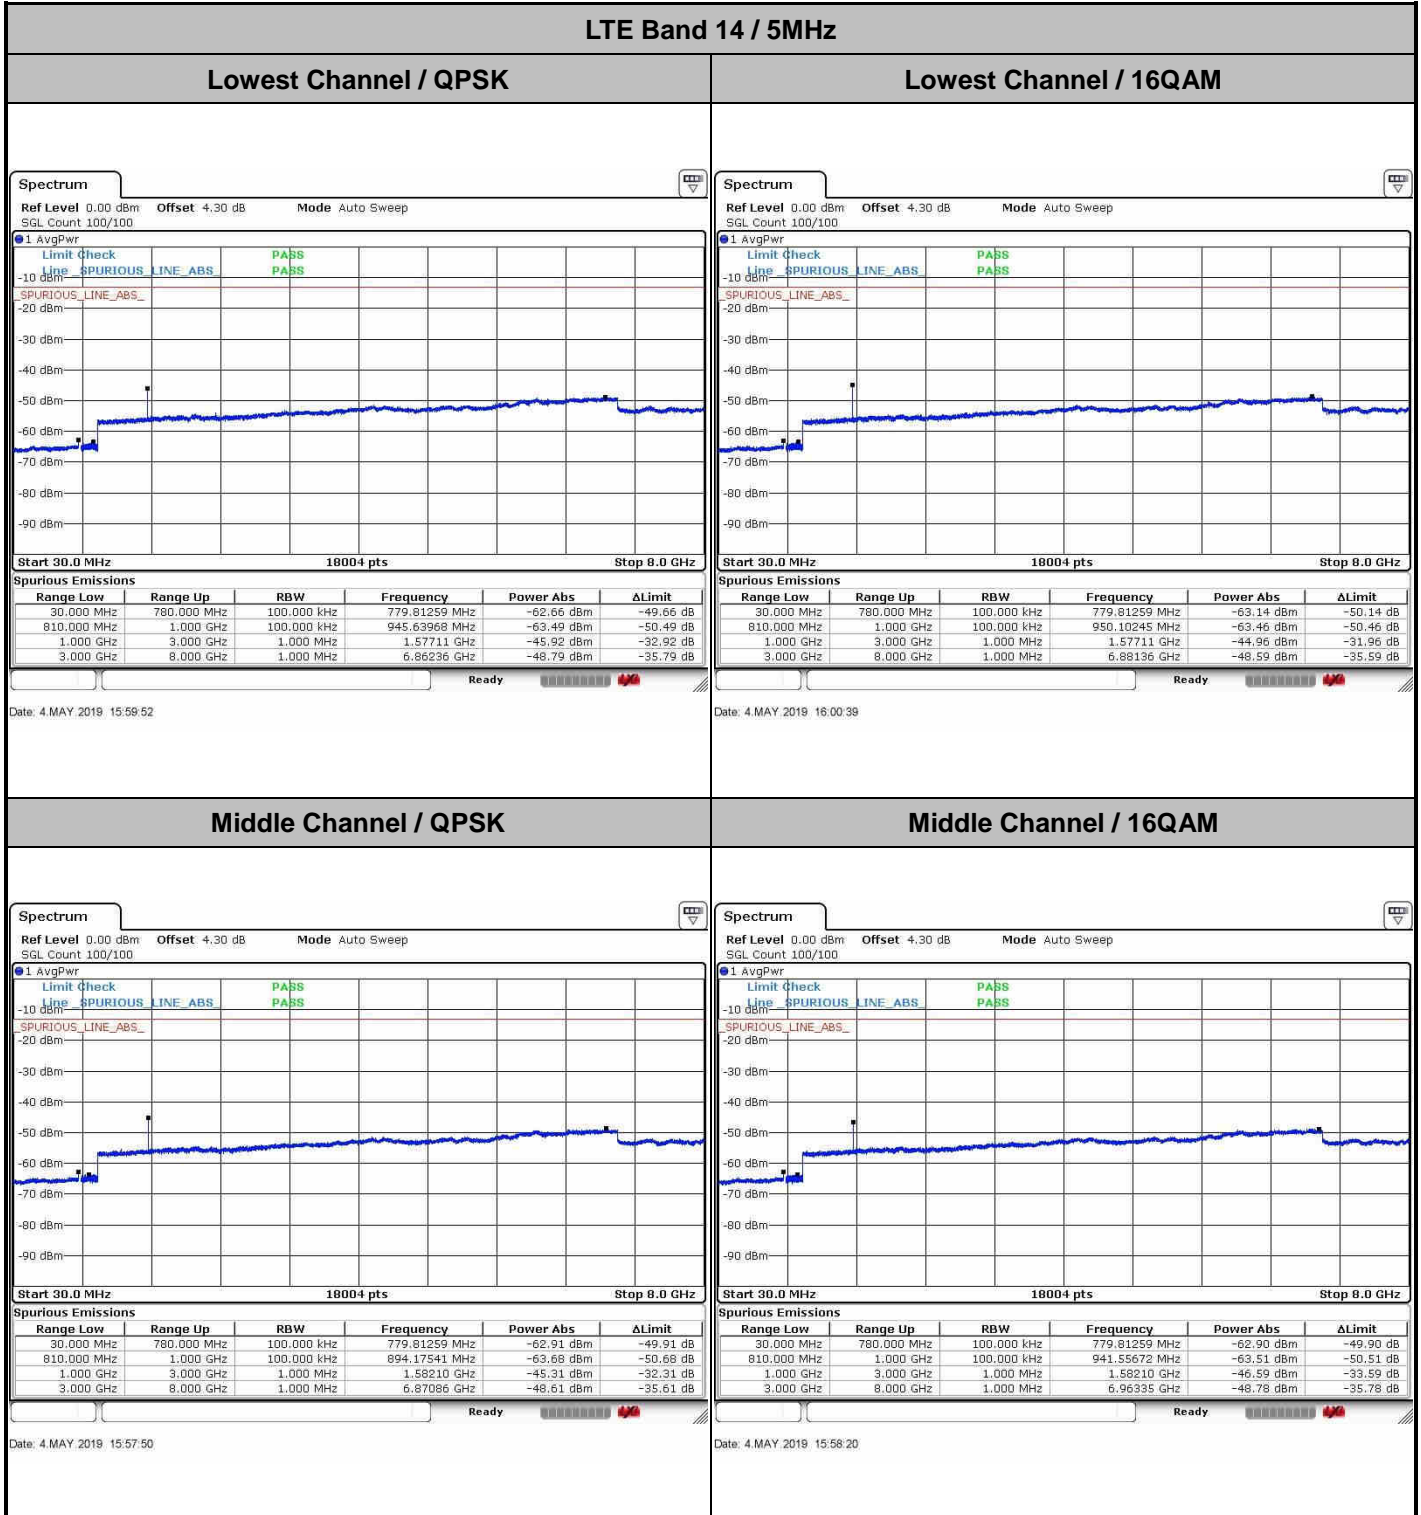 LTE Band 14 / 5MHz
Lowest Channel / QPSK
Lowest Channel / 16QAM
Spectrum
Ref Level 0.00 dBm Offset 4.30 dB Mode Auto Sweep
SGL Count 100/100
1 AvgPwr
Limit Check PASS
Line _SPURIOUS_LINE_ABS_ PASS
-10 dBm
_SPURIOUS_LINE_ABS_
-20 dBm
-30 dBm
-40 dBm
-50 dBm
-60 dBm
-70 dBm
-80 dBm
-90 dBm
Start 30.0 MHz 18004 pts Stop 8.0 GHz
Spurious Emissions
Range Low Range Up RBW Frequency Power Abs ΔLimit
30.000 MHz 780.000 MHz 100.000 kHz 779.81259 MHz -62.66 dBm -49.66 dB
810.000 MHz 1.000 GHz 100.000 kHz 945.63968 MHz -63.49 dBm -50.49 dB
1.000 GHz 3.000 GHz 1.000 MHz 1.57711 GHz -45.92 dBm -32.92 dB
3.000 GHz 8.000 GHz 1.000 MHz 6.86236 GHz -48.79 dBm -35.79 dB
Ready
Date: 4.MAY.2019 15:59:52
Spectrum
Ref Level 0.00 dBm Offset 4.30 dB Mode Auto Sweep
SGL Count 100/100
1 AvgPwr
Limit Check PASS
Line _SPURIOUS_LINE_ABS_ PASS
-10 dBm
_SPURIOUS_LINE_ABS_
-20 dBm
-30 dBm
-40 dBm
-50 dBm
-60 dBm
-70 dBm
-80 dBm
-90 dBm
Start 30.0 MHz 18004 pts Stop 8.0 GHz
Spurious Emissions
Range Low Range Up RBW Frequency Power Abs ΔLimit
30.000 MHz 780.000 MHz 100.000 kHz 779.81259 MHz -63.14 dBm -50.14 dB
810.000 MHz 1.000 GHz 100.000 kHz 950.10245 MHz -63.46 dBm -50.46 dB
1.000 GHz 3.000 GHz 1.000 MHz 1.57711 GHz -44.96 dBm -31.96 dB
3.000 GHz 8.000 GHz 1.000 MHz 6.88136 GHz -48.59 dBm -35.59 dB
Ready
Date: 4.MAY.2019 16:00:39
Middle Channel / QPSK
Middle Channel / 16QAM
Spectrum
Ref Level 0.00 dBm Offset 4.30 dB Mode Auto Sweep
SGL Count 100/100
1 AvgPwr
Limit Check PASS
Line _SPURIOUS_LINE_ABS_ PASS
-10 dBm
_SPURIOUS_LINE_ABS_
-20 dBm
-30 dBm
-40 dBm
-50 dBm
-60 dBm
-70 dBm
-80 dBm
-90 dBm
Start 30.0 MHz 18004 pts Stop 8.0 GHz
Spurious Emissions
Range Low Range Up RBW Frequency Power Abs ΔLimit
30.000 MHz 780.000 MHz 100.000 kHz 779.81259 MHz -62.91 dBm -49.91 dB
810.000 MHz 1.000 GHz 100.000 kHz 894.17541 MHz -63.68 dBm -50.68 dB
1.000 GHz 3.000 GHz 1.000 MHz 1.58210 GHz -45.31 dBm -32.31 dB
3.000 GHz 8.000 GHz 1.000 MHz 6.87086 GHz -48.61 dBm -35.61 dB
Ready
Date: 4.MAY.2019 15:57:50
Spectrum
Ref Level 0.00 dBm Offset 4.30 dB Mode Auto Sweep
SGL Count 100/100
1 AvgPwr
Limit Check PASS
Line _SPURIOUS_LINE_ABS_ PASS
-10 dBm
_SPURIOUS_LINE_ABS_
-20 dBm
-30 dBm
-40 dBm
-50 dBm
-60 dBm
-70 dBm
-80 dBm
-90 dBm
Start 30.0 MHz 18004 pts Stop 8.0 GHz
Spurious Emissions
Range Low Range Up RBW Frequency Power Abs ΔLimit
30.000 MHz 780.000 MHz 100.000 kHz 779.81259 MHz -62.90 dBm -49.90 dB
810.000 MHz 1.000 GHz 100.000 kHz 941.55672 MHz -63.51 dBm -50.51 dB
1.000 GHz 3.000 GHz 1.000 MHz 1.58210 GHz -46.59 dBm -33.59 dB
3.000 GHz 8.000 GHz 1.000 MHz 6.96335 GHz -48.78 dBm -35.78 dB
Ready
Date: 4.MAY.2019 15:58:20